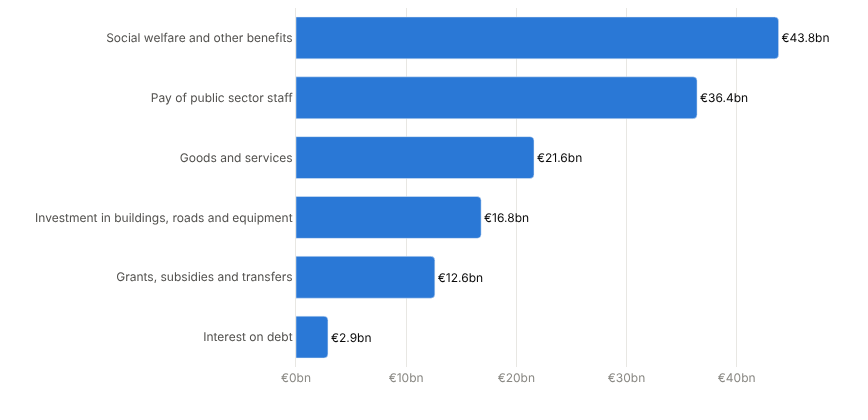 Social welfare and other benefits €43.8bn
Pay of public sector staff €36.4bn
Goods and services €21.6bn
Investment in buildings, roads and equipment €16.8bn
Grants, subsidies and transfers €12.6bn
Interest on debt €2.9bn
€0bn €10bn €20bn €30bn €40bn